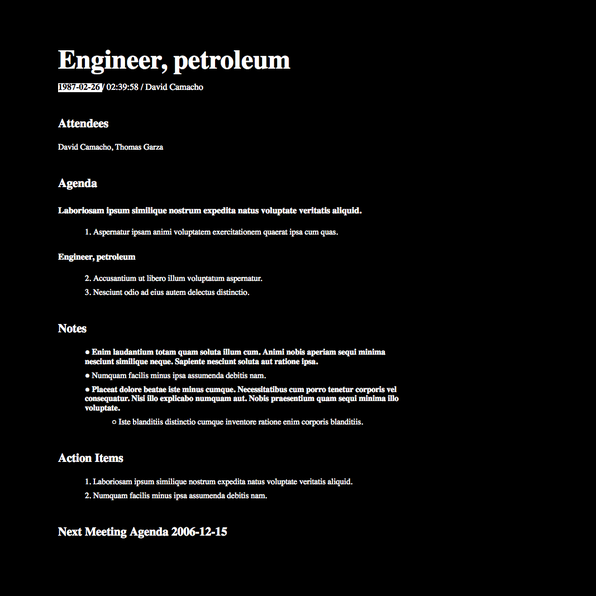 Engineer, petroleum
1987-02-26 / 02:39:58 / David Camacho
Attendees
David Camacho, Thomas Garza
Agenda
Laboriosam ipsum similique nostrum expedita natus voluptate veritatis aliquid.
1. Aspernatur ipsam animi voluptatem exercitationem quaerat ipsa cum quas.
Engineer, petroleum
2. Accusantium ut libero illum voluptatum aspernatur.
3. Nesciunt odio ad eius autem delectus distinctio.
Notes
● Enim laudantium totam quam soluta illum cum. Animi nobis aperiam sequi minima
nesciunt similique neque. Sapiente nesciunt soluta aut ratione ipsa.
● Numquam facilis minus ipsa assumenda debitis nam.
● Placeat dolore beatae iste minus cumque. Necessitatibus cum porro tenetur corporis vel
consequatur. Nisi illo explicabo numquam aut. Nobis praesentium quam sequi minima illo
voluptate.
○ Iste blanditiis distinctio cumque inventore ratione enim corporis blanditiis.
Action Items
1. Laboriosam ipsum similique nostrum expedita natus voluptate veritatis aliquid.
2. Numquam facilis minus ipsa assumenda debitis nam.
Next Meeting Agenda 2006-12-15